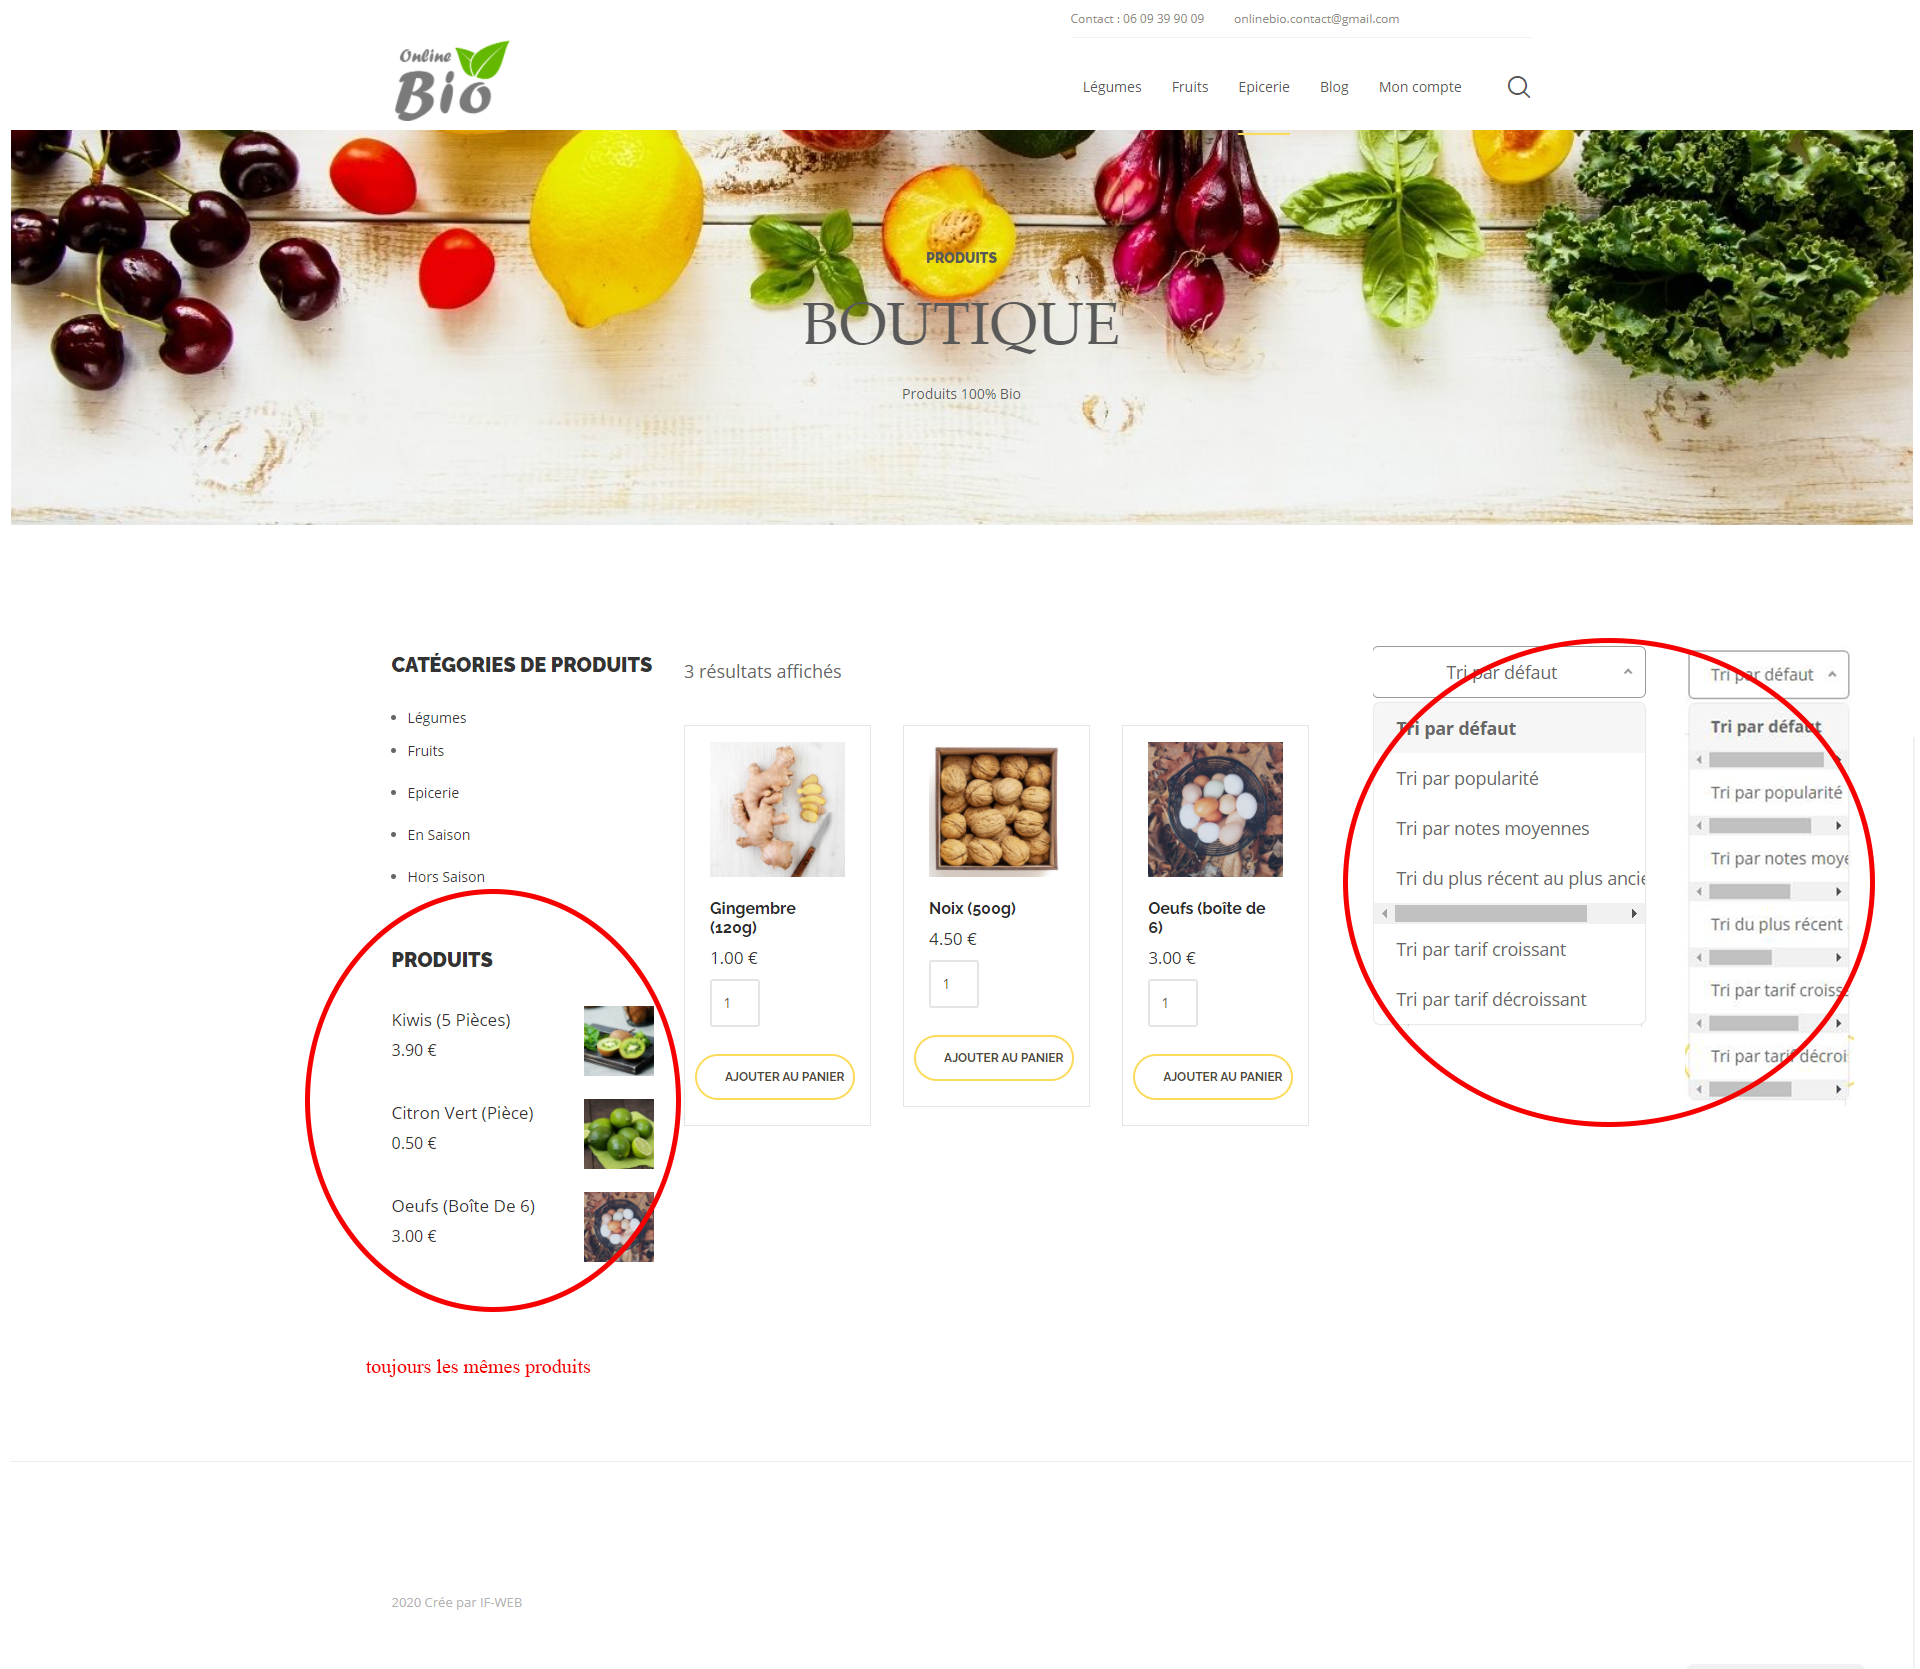 Contact : 06 09 39 90 09 onlinebio.contact@gmail.com
Online
Bio
Légumes Fruits Epicerie Blog Mon compte
PRODUITS
BOUTIQUE
Produits 100% Bio
CATÉGORIES DE PRODUITS
Légumes
Fruits
Epicerie
En Saison
Hors Saison
PRODUITS
Kiwis (5 Pièces)
3.90 €
Citron Vert (Pièce)
0.50 €
Oeufs (Boîte De 6)
3.00 €
toujours les mêmes produits
3 résultats affichés
Gingembre
(120g)
1.00 €
1
AJOUTER AU PANIER
Noix (500g)
4.50 €
1
AJOUTER AU PANIER
Oeufs (boîte de
6)
3.00 €
1
AJOUTER AU PANIER
Tri par défaut
Tri par défaut
Tri par popularité
Tri par notes moyennes
Tri du plus récent au plus ancie
Tri par tarif croissant
Tri par tarif décroissant
Tri par défaut
Tri par défaut
Tri par popularité
Tri par notes moye
Tri du plus récent
Tri par tarif croiss
Tri par tarif décroi
2020 Crée par IF-WEB